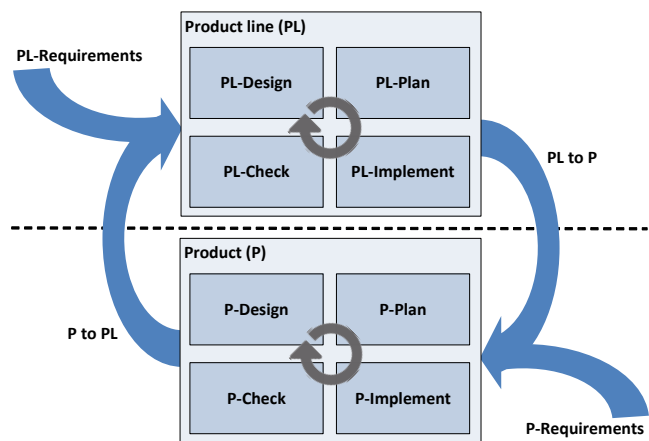 Product line (PL)
PL-Requirements
PL-Design
PL-Plan
PL-Check
PL-Implement
PL to P
Product (P)
P-Design
P-Plan
P to PL
P-Check
P-Implement
P-Requirements